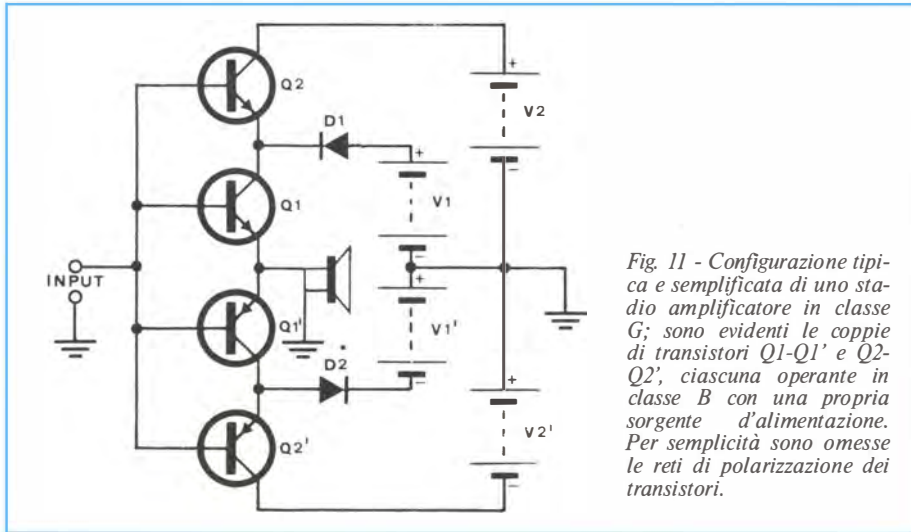 Q2
+
V2
D1
+
−
Q1
V1
−
INPUT
+
Q1'
V1'
D2
−
+
Q2'
V2'
−
Fig. 11 - Configurazione tipi-
ca e semplificata di uno sta-
dio amplificatore in classe
G; sono evidenti le coppie
di transistori Q1-Q1' e Q2-
Q2', ciascuna operante in
classe B con una propria
sorgente d'alimentazione.
Per semplicità sono omesse
le reti di polarizzazione dei
transistori.